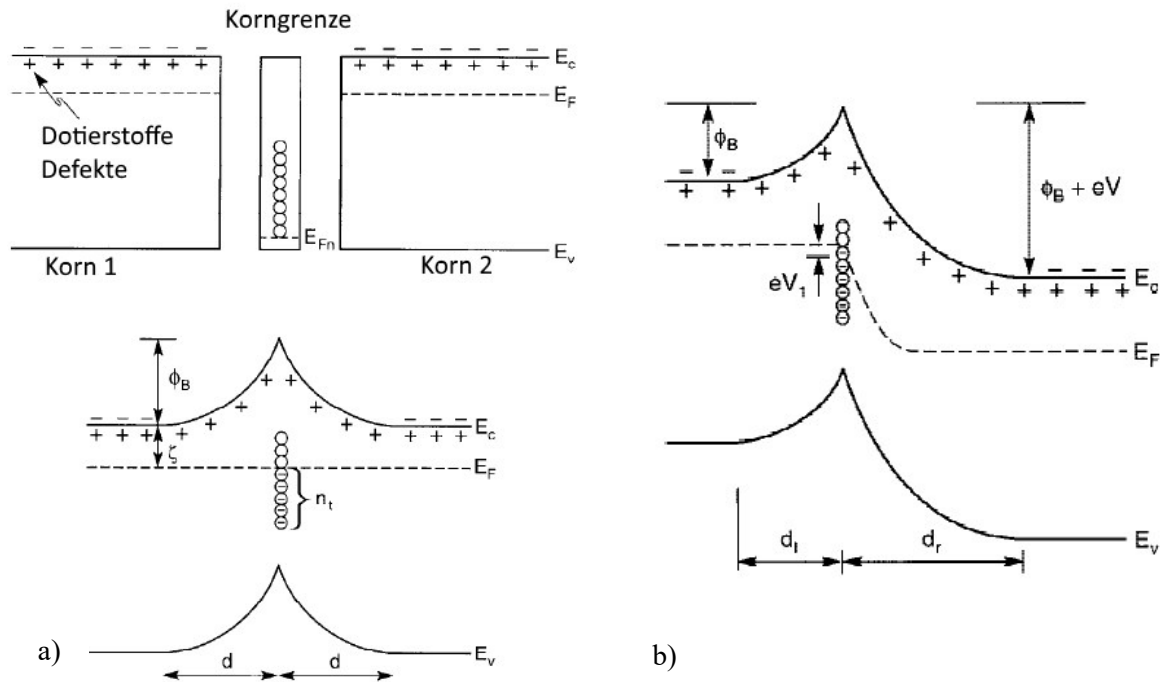 Korngrenze
– – – – – – –
+ + + + + + +
– – – – – – –
+ + + + + + +
E_c
E_F
Dotierstoffe
Defekte
E_Fn
E_v
Korn 1
Korn 2
ϕ_B
– – – –
+ + + + + + + +
+ + + + + + + +
– – –
E_c
ζ
E_F
n_t
a)
d
d
E_v
ϕ_B
– –
+ + + + + +
ϕ_B + eV
+ + + + + + + + + +
– – – –
eV_1
E_c
E_F
d_l
d_r
E_v
b)